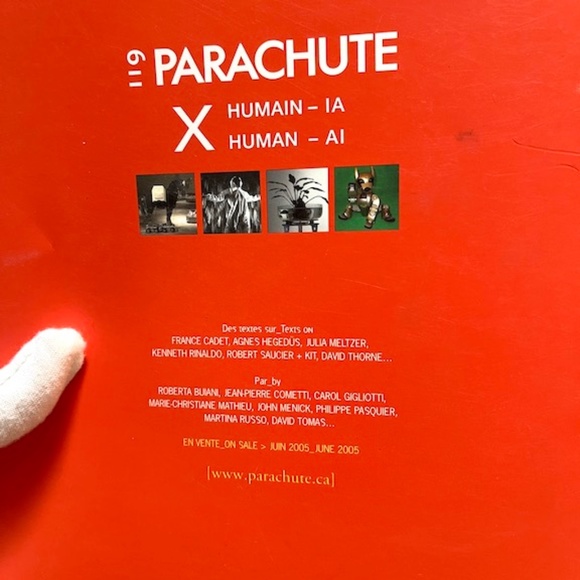 119 PARACHUTE
X HUMAIN – IA
HUMAN – AI
Des textes sur_Texts on
FRANCE CADET, AGNES HEGEDÜS, JULIA MELTZER,
KENNETH RINALDO, ROBERT SAUCIER + KIT, DAVID THORNE...
Par_by
ROBERTA BUIANI, JEAN-PIERRE COMETTI, CAROL GIGLIOTTI,
MARIE-CHRISTIANE MATHIEU, JOHN MENICK, PHILIPPE PASQUIER,
MARTINA RUSSO, DAVID TOMAS...
EN VENTE_ON SALE > JUIN 2005_JUNE 2005
[www.parachute.ca]